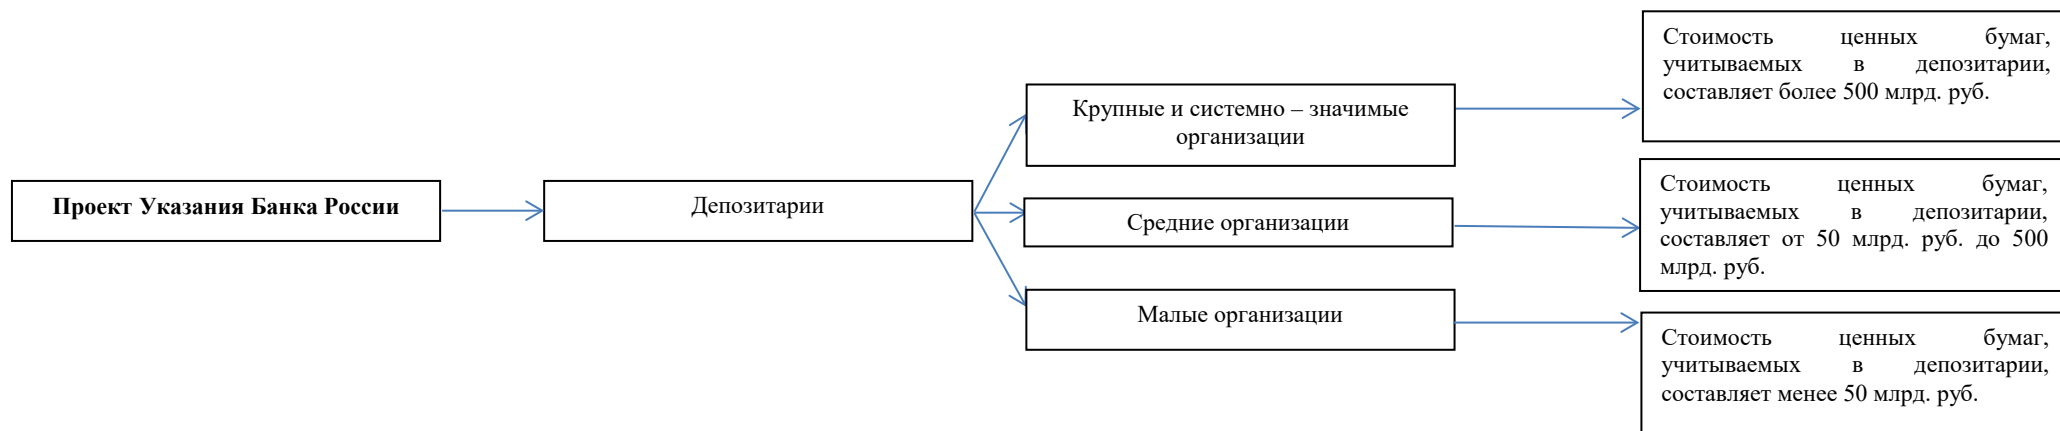 Проект Указания Банка России
Депозитарии
Крупные и системно – значимые
организации
Средние организации
Малые организации
Стоимость ценных бумаг,
учитываемых в депозитарии,
составляет более 500 млрд. руб.
Стоимость ценных бумаг,
учитываемых в депозитарии,
составляет от 50 млрд. руб. до 500
млрд. руб.
Стоимость ценных бумаг,
учитываемых в депозитарии,
составляет менее 50 млрд. руб.